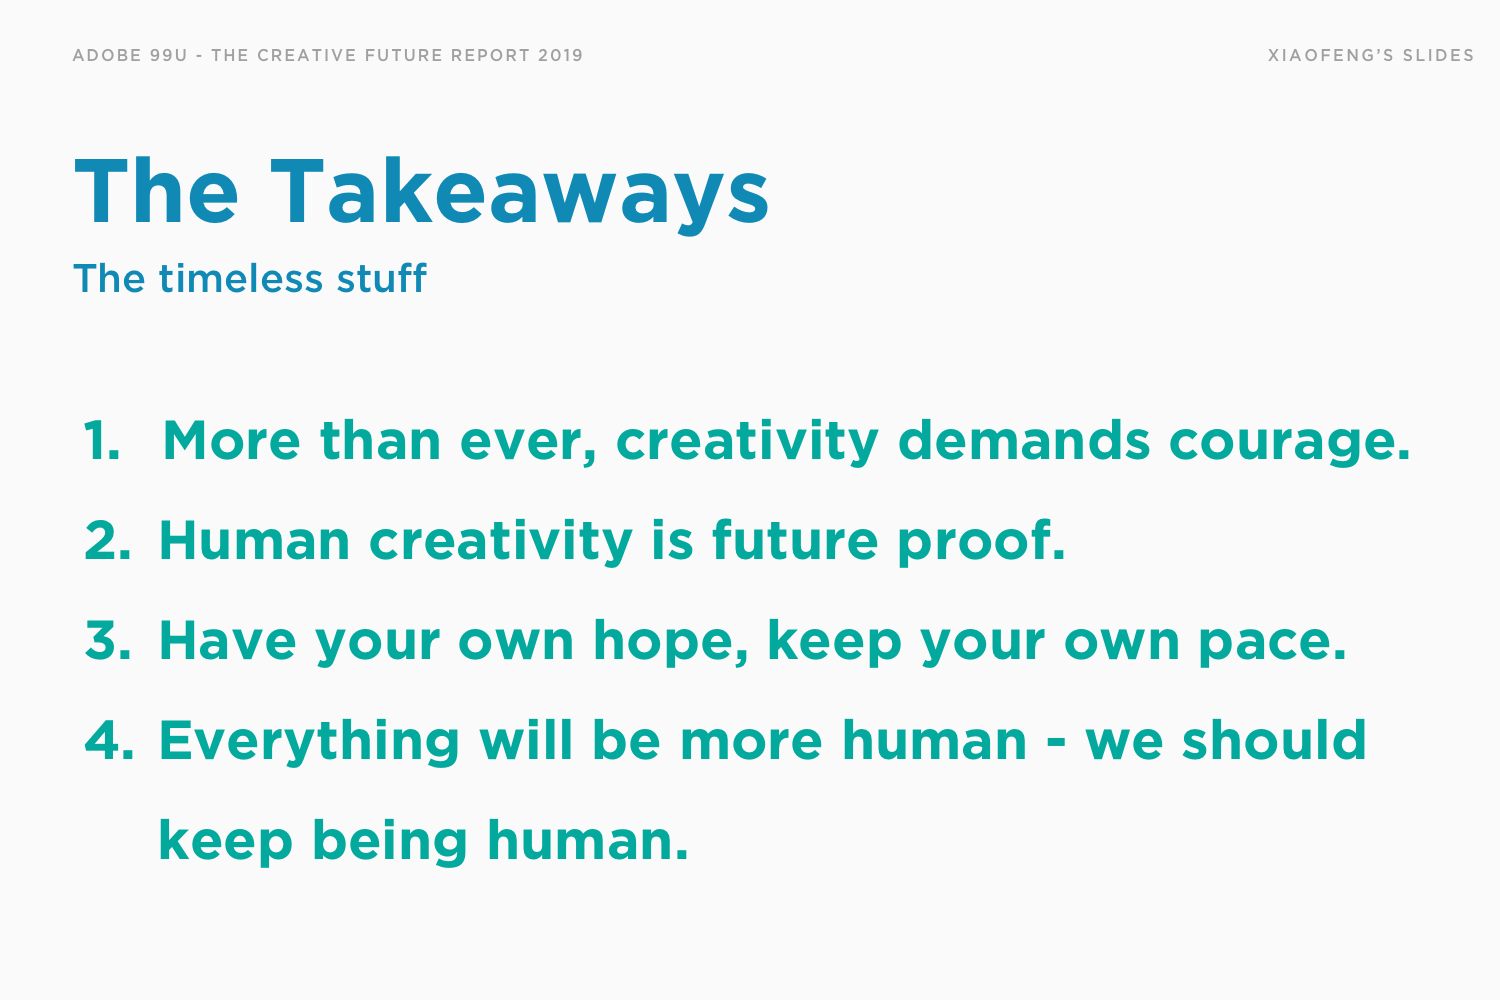 ADOBE 99U - THE CREATIVE FUTURE REPORT 2019
XIAOFENG'S SLIDES
The Takeaways
The timeless stuff
1. More than ever, creativity demands courage.
2. Human creativity is future proof.
3. Have your own hope, keep your own pace.
4. Everything will be more human - we should
keep being human.